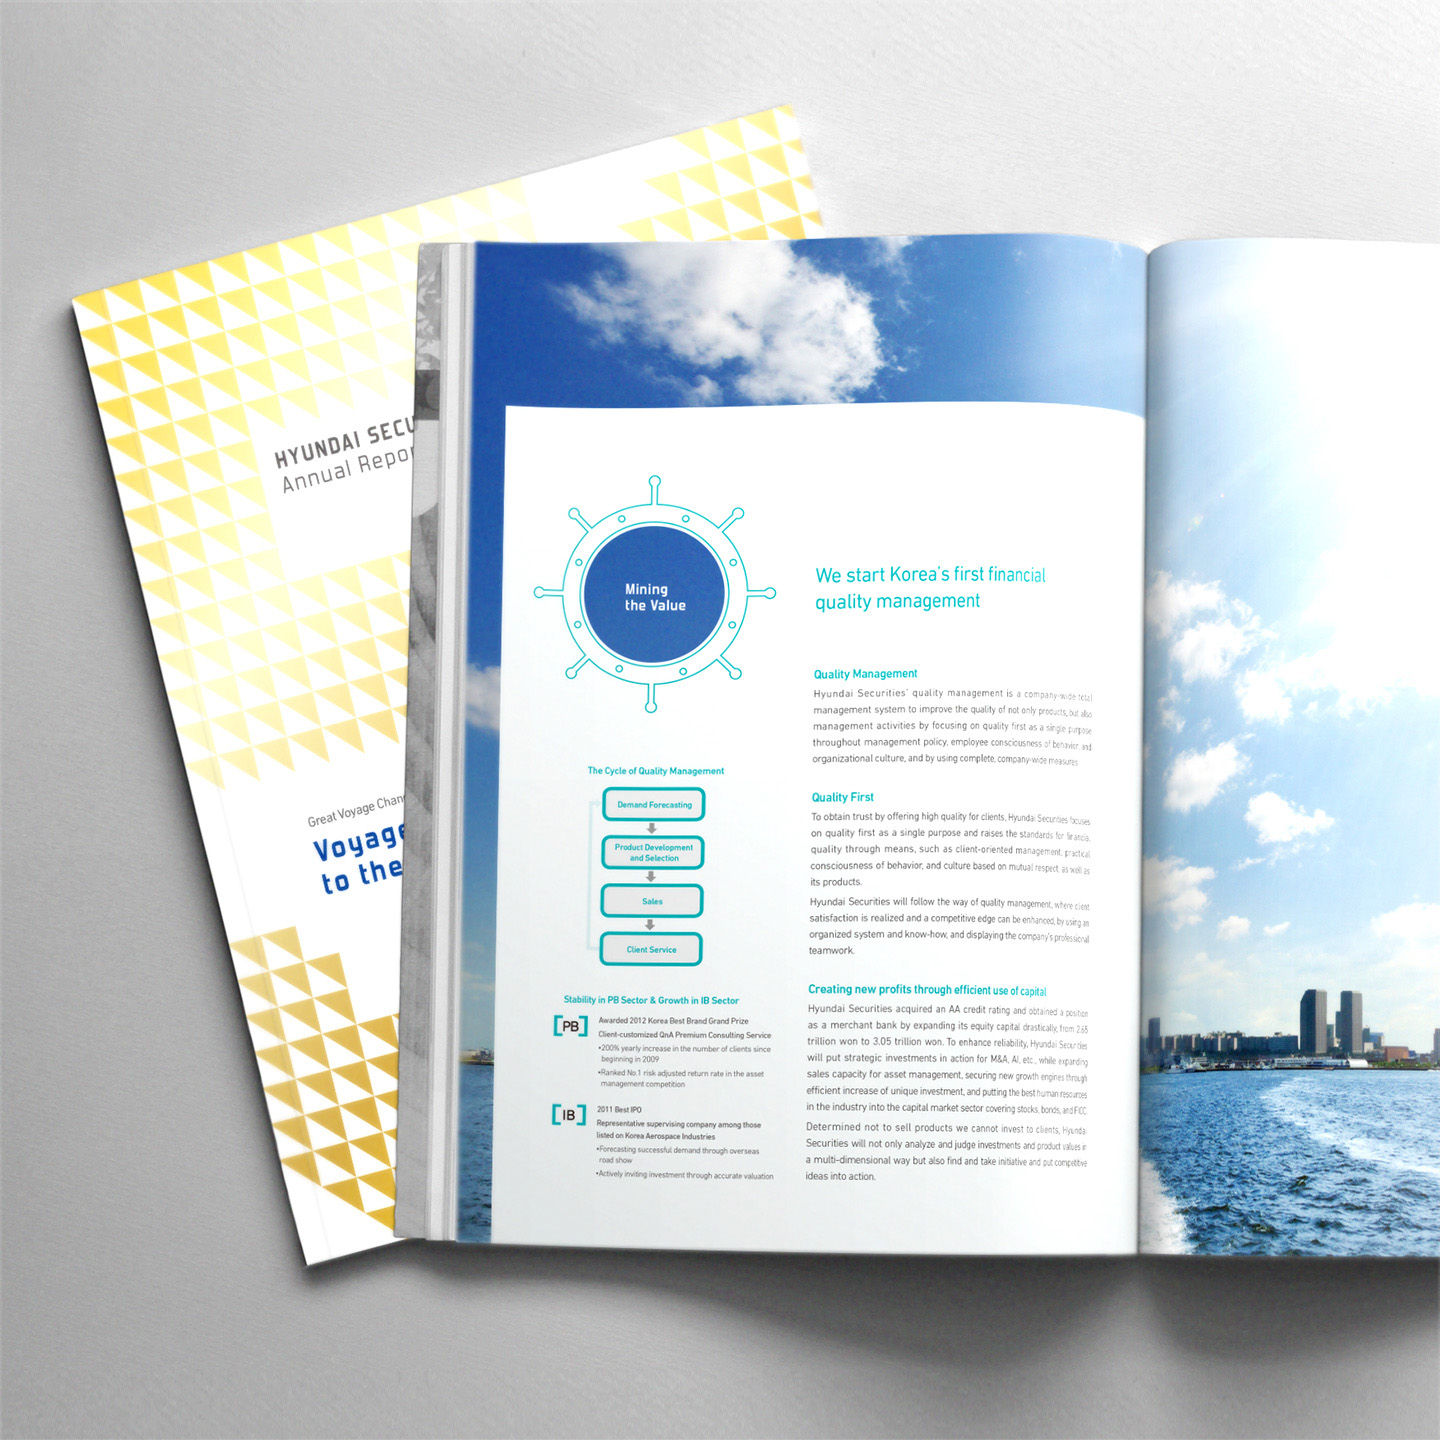 HYUNDAI SECU
Annual Repor
Great Voyage Chan
Voyage
to the
Mining
the Value
We start Korea's first financial
quality management
Quality Management
Hyundai Securities' quality management is a company-wide total
management system to improve the quality of not only products, but also
management activities by focusing on quality first as a single purpose
throughout management policy, employee consciousness of behavior, and
organizational culture, and by using complete, company-wide measures
Quality First
To obtain trust by offering high quality for clients, Hyundai Securities focuses
on quality first as a single purpose and raises the standards for financial
quality through means, such as client-oriented management, practical
consciousness of behavior, and culture based on mutual respect, as well as
its products.
Hyundai Securities will follow the way of quality management, where client
satisfaction is realized and a competitive edge can be enhanced, by using an
organized system and know-how, and displaying the company's professional
teamwork.
Creating new profits through efficient use of capital
Hyundai Securities acquired an AA credit rating and obtained a position
as a merchant bank by expanding its equity capital drastically, from 2.65
trillion won to 3.05 trillion won. To enhance reliability, Hyundai Securities
will put strategic investments in action for M&A, AI, etc., while expanding
sales capacity for asset management, securing new growth engines through
efficient increase of unique investment, and putting the best human resources
in the industry into the capital market sector covering stocks, bonds, and FICC.
Determined not to sell products we cannot invest to clients, Hyundai
Securities will not only analyze and judge investments and product values in
a multi-dimensional way but also find and take initiative and put competitive
ideas into action.
The Cycle of Quality Management
Demand Forecasting
Product Development
and Selection
Sales
Client Service
Stability in PB Sector & Growth in IB Sector
[PB]
Awarded 2012 Korea Best Brand Grand Prize
Client-customized QnA Premium Consulting Service
•200% yearly increase in the number of clients since
beginning in 2009
•Ranked No.1 risk adjusted return rate in the asset
management competition
[IB]
2011 Best IPO
Representative supervising company among those
listed on Korea Aerospace Industries
•Forecasting successful demand through overseas
road show
•Actively inviting investment through accurate valuation